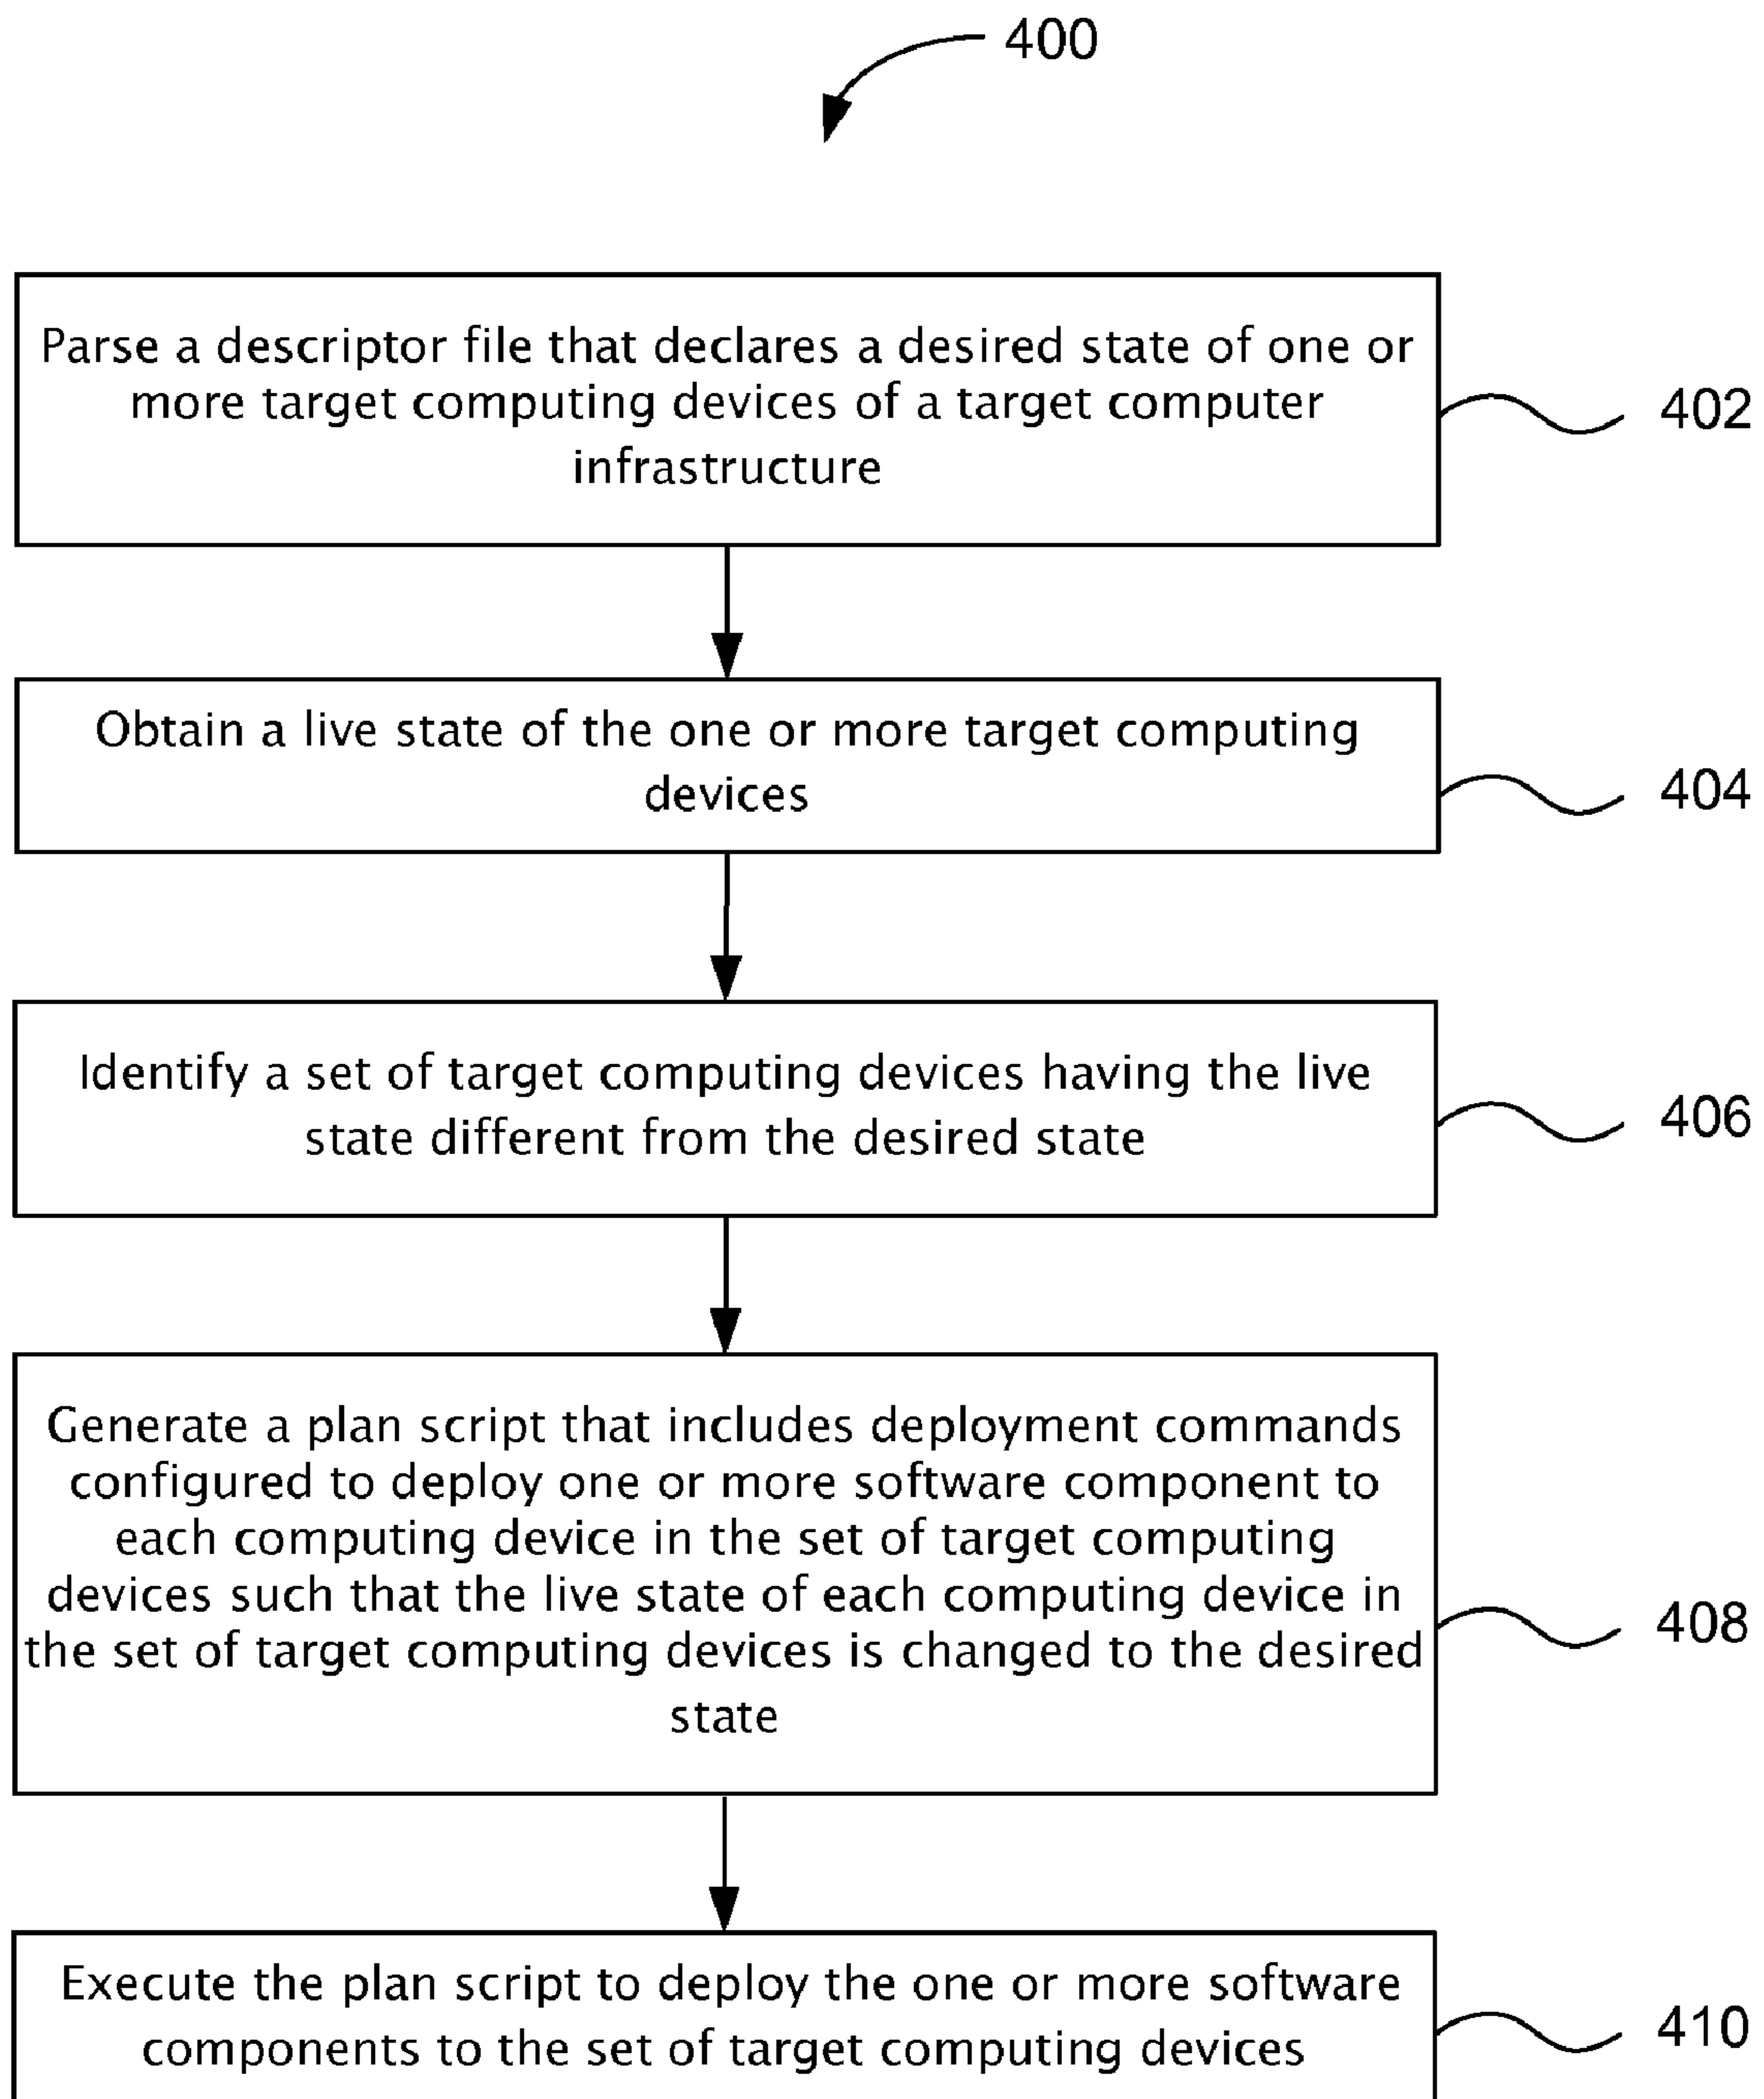 400
Parse a descriptor file that declares a desired state of one or
more target computing devices of a target computer
infrastructure
402
Obtain a live state of the one or more target computing
devices
404
Identify a set of target computing devices having the live
state different from the desired state
406
Generate a plan script that includes deployment commands
configured to deploy one or more software component to
each computing device in the set of target computing
devices such that the live state of each computing device in
the set of target computing devices is changed to the desired
state
408
Execute the plan script to deploy the one or more software
components to the set of target computing devices
410